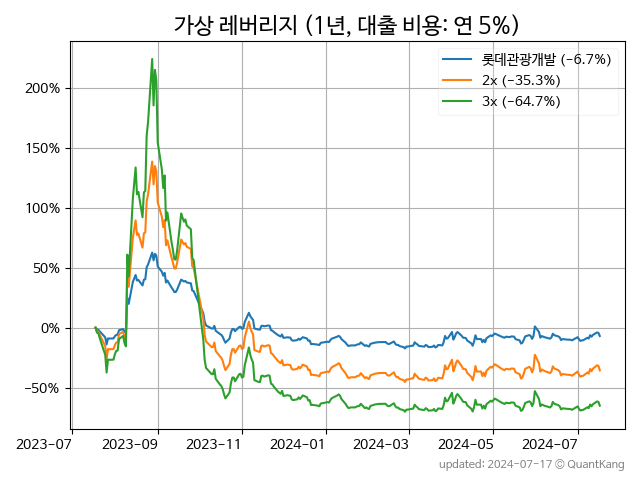 가상 레버리지 (1년, 대출 비용: 연 5%)
롯데관광개발 (−6.7%)
2x (−35.3%)
3x (−64.7%)
200%
150%
100%
50%
0%
−50%
2023-07 2023-09 2023-11 2024-01 2024-03 2024-05 2024-07
updated: 2024-07-17 © QuantKang